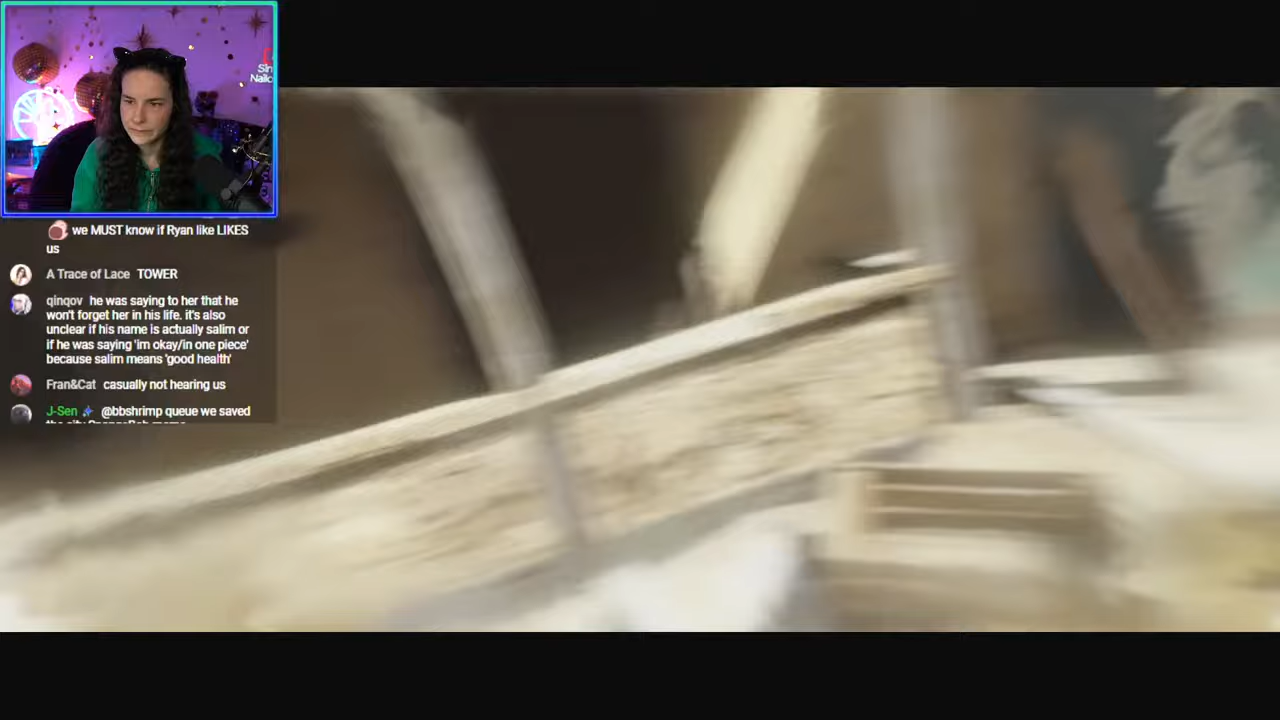 we MUST know if Ryan like LIKES
us
A Trace of Lace TOWER
qinqov he was saying to her that he
won't forget her in his life. it's also
unclear if his name is actually salim or
if he was saying 'im okay/in one piece'
because salim means 'good health'
Fran&Cat casually not hearing us
J-Sen @bbshrimp queue we saved